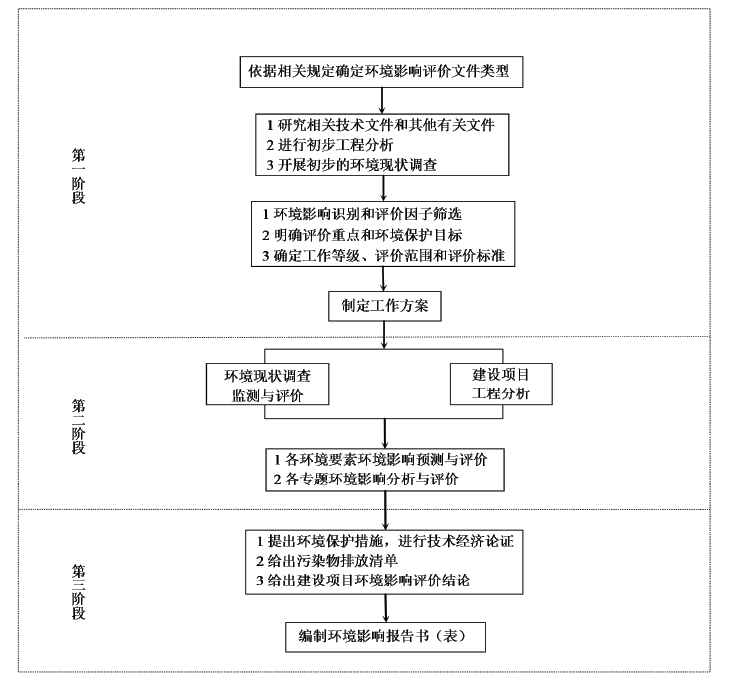 依据相关规定确定环境影响评价文件类型
第一阶段
1 研究相关技术文件和其他有关文件
2 进行初步工程分析
3 开展初步的环境现状调查
1 环境影响识别和评价因子筛选
2 明确评价重点和环境保护目标
3 确定工作等级、评价范围和评价标准
制定工作方案
第二阶段
环境现状调查
监测与评价
建设项目
工程分析
1 各环境要素环境影响预测与评价
2 各专题环境影响分析与评价
第三阶段
1 提出环境保护措施，进行技术经济论证
2 给出污染物排放清单
3 给出建设项目环境影响评价结论
编制环境影响报告书（表）